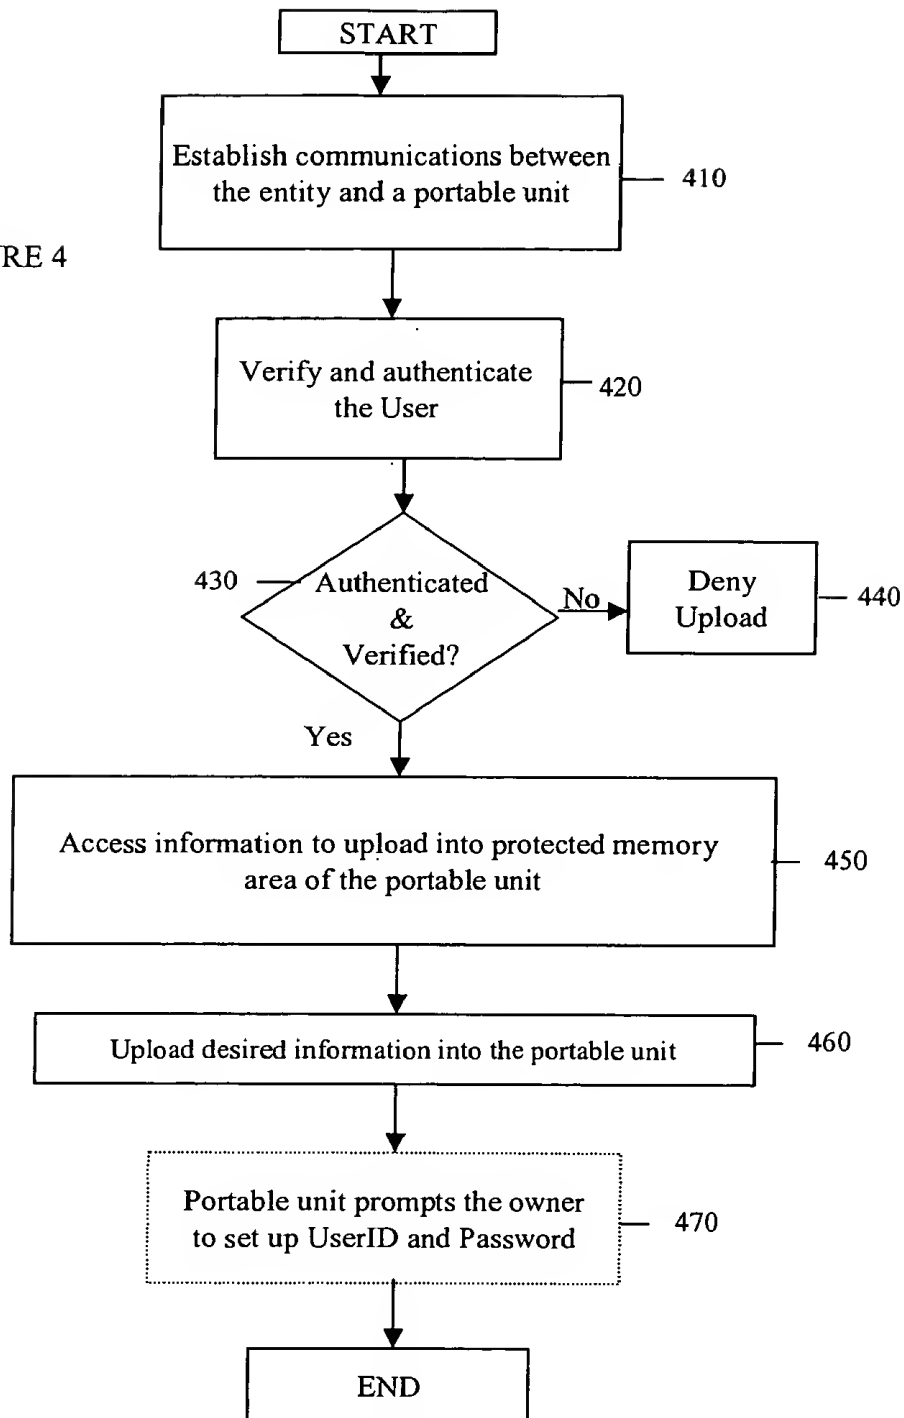 START
Establish communications between
the entity and a portable unit
410
RE 4
Verify and authenticate
the User
420
430
Authenticated
&
Verified?
No
Deny
Upload
440
Yes
Access information to upload into protected memory
area of the portable unit
450
Upload desired information into the portable unit
460
Portable unit prompts the owner
to set up UserID and Password
470
END